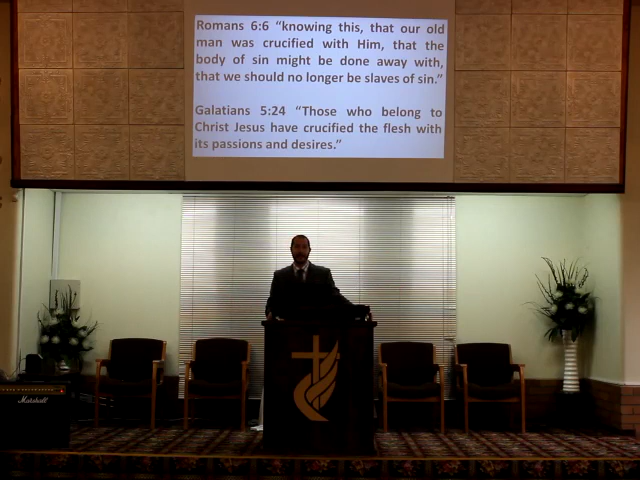 Romans 6:6 “knowing this, that our old
man was crucified with Him, that the
body of sin might be done away with,
that we should no longer be slaves of sin.”
Galatians 5:24 “Those who belong to
Christ Jesus have crucified the flesh with
its passions and desires.”
Marshall